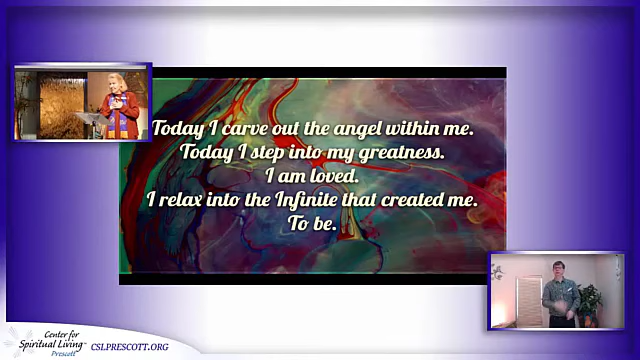 Today I carve out the angel within me.
Today I step into my greatness.
I am loved.
I relax into the Infinite that created me.
To be.
Center for
Spiritual Living™
Prescott
CSLPRESCOTT.ORG